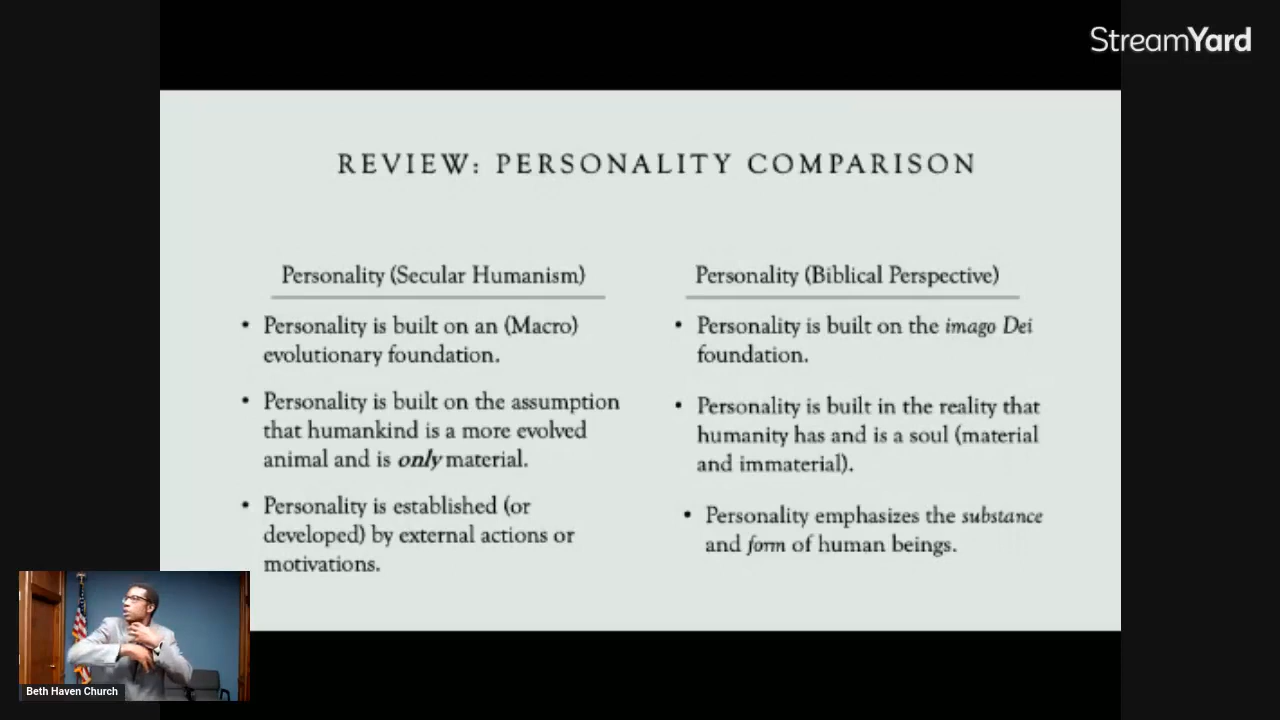 StreamYard
REVIEW: PERSONALITY COMPARISON
Personality (Secular Humanism)
• Personality is built on an (Macro)
evolutionary foundation.
• Personality is built on the assumption
that humankind is a more evolved
animal and is only material.
• Personality is established (or
developed) by external actions or
motivations.
Personality (Biblical Perspective)
• Personality is built on the imago Dei
foundation.
• Personality is built in the reality that
humanity has and is a soul (material
and immaterial).
• Personality emphasizes the substance
and form of human beings.
Beth Haven Church